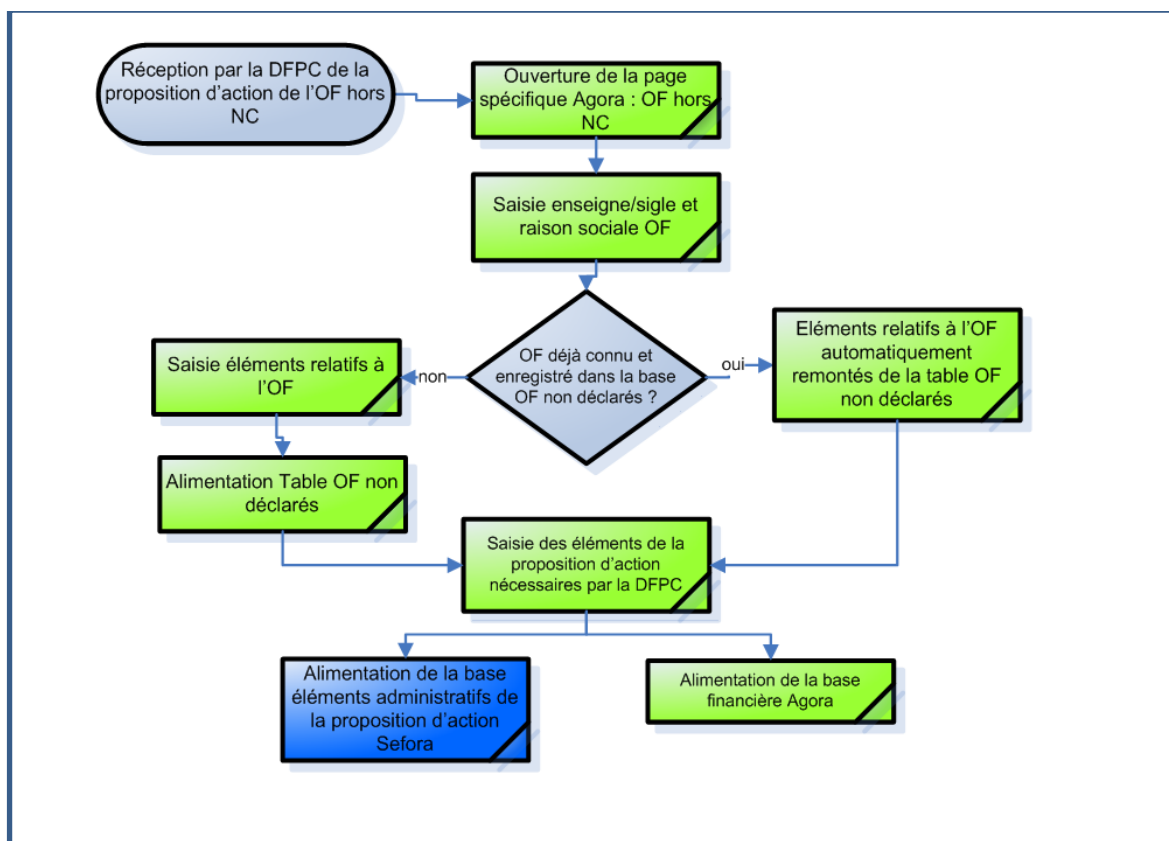 Réception par la DFPC de la
proposition d'action de l'OF hors
NC
Ouverture de la page
spécifique Agora : OF hors
NC
Saisie enseigne/sigle et
raison sociale OF
OF déjà connu et
enregistré dans la base
OF non déclarés ?
non
oui
Saisie éléments relatifs à
l'OF
Eléments relatifs à l'OF
automatiquement
remontés de la table OF
non déclarés
Alimentation Table OF non
déclarés
Saisie des éléments de la
proposition d'action
nécessaires par la DFPC
Alimentation de la base
éléments administratifs de
la proposition d'action
Sefora
Alimentation de la base
financière Agora